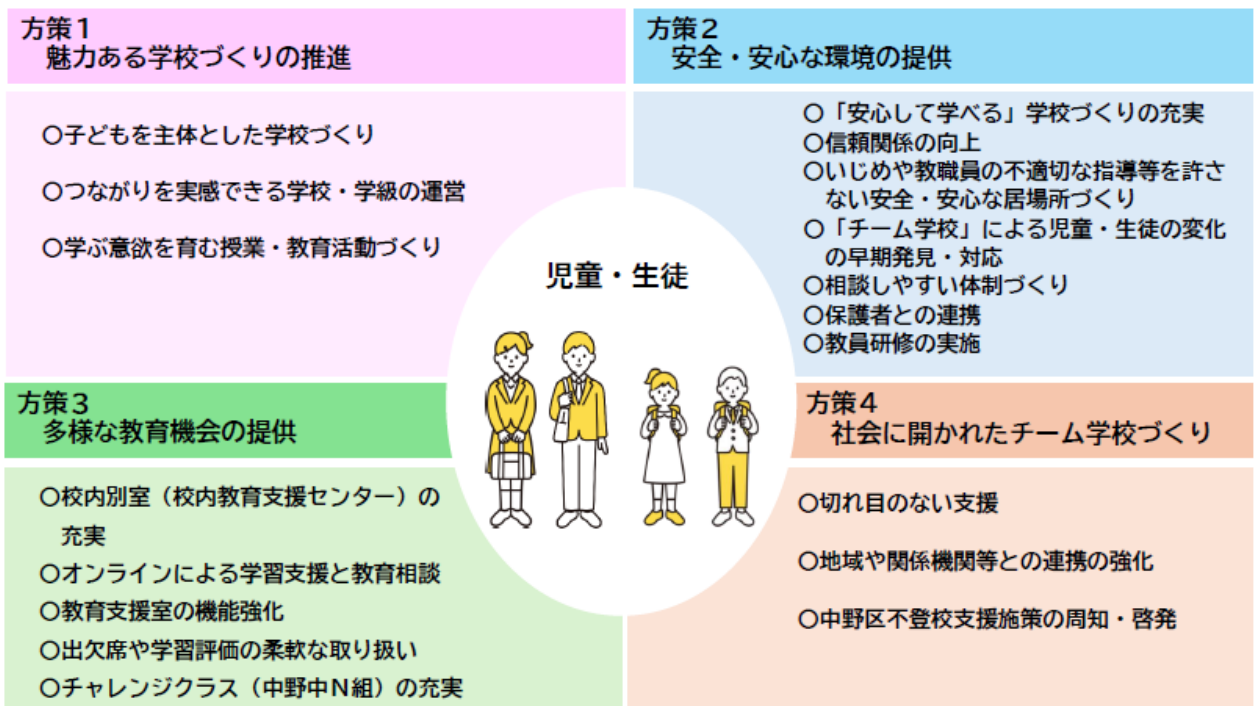 方策1
魅力ある学校づくりの推進
○子どもを主体とした学校づくり
○つながりを実感できる学校・学級の運営
○学ぶ意欲を育む授業・教育活動づくり
方策2
安全・安心な環境の提供
○「安心して学べる」学校づくりの充実
○信頼関係の向上
○いじめや教職員の不適切な指導等を許さ
ない安全・安心な居場所づくり
○「チーム学校」による児童・生徒の変化
の早期発見・対応
○相談しやすい体制づくり
○保護者との連携
○教員研修の実施
児童・生徒
方策3
多様な教育機会の提供
○校内別室（校内教育支援センター）の
充実
○オンラインによる学習支援と教育相談
○教育支援室の機能強化
○出欠席や学習評価の柔軟な取り扱い
○チャレンジクラス（中野中N組）の充実
方策4
社会に開かれたチーム学校づくり
○切れ目のない支援
○地域や関係機関等との連携の強化
○中野区不登校支援施策の周知・啓発